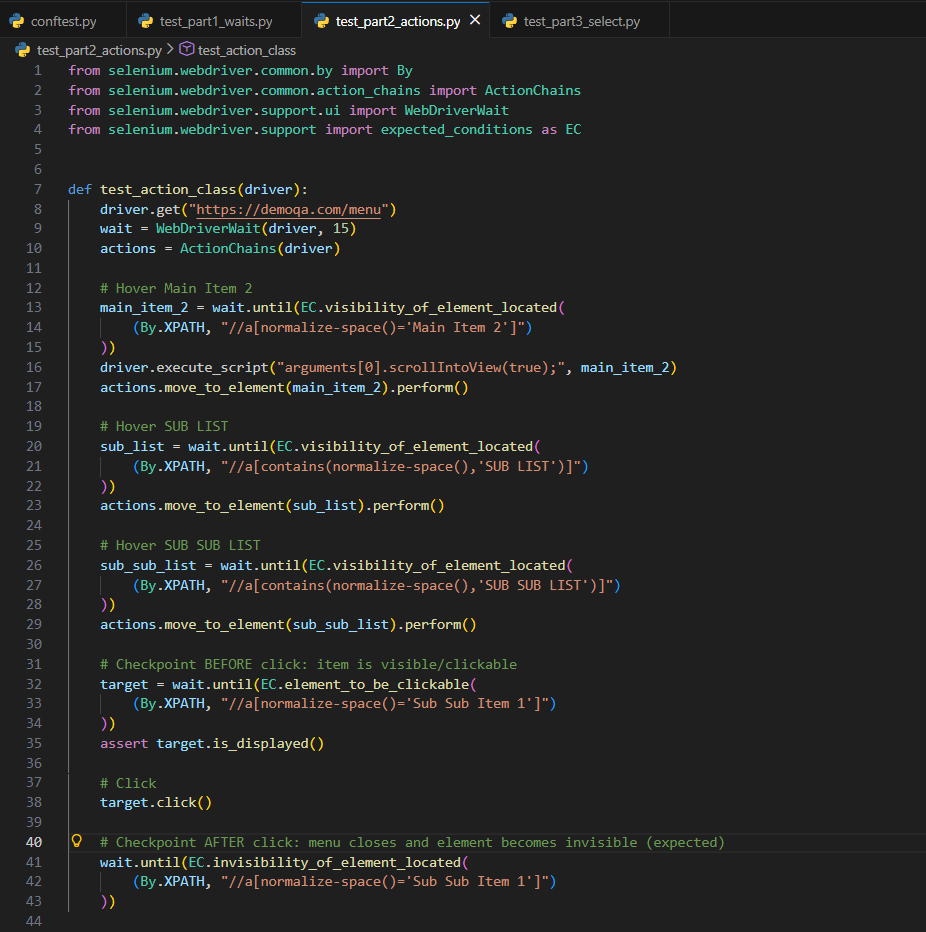 conftest.py test_part1_waits.py test_part2_actions.py test_part3_select.py
test_part2_actions.py > test_action_class
1 from selenium.webdriver.common.by import By
2 from selenium.webdriver.common.action_chains import ActionChains
3 from selenium.webdriver.support.ui import WebDriverWait
4 from selenium.webdriver.support import expected_conditions as EC
5
6
7 def test_action_class(driver):
8     driver.get("https://demoqa.com/menu")
9     wait = WebDriverWait(driver, 15)
10     actions = ActionChains(driver)
11
12     # Hover Main Item 2
13     main_item_2 = wait.until(EC.visibility_of_element_located(
14         (By.XPATH, "//a[normalize-space()='Main Item 2']")
15     ))
16     driver.execute_script("arguments[0].scrollIntoView(true);", main_item_2)
17     actions.move_to_element(main_item_2).perform()
18
19     # Hover SUB LIST
20     sub_list = wait.until(EC.visibility_of_element_located(
21         (By.XPATH, "//a[contains(normalize-space(),'SUB LIST')]")
22     ))
23     actions.move_to_element(sub_list).perform()
24
25     # Hover SUB SUB LIST
26     sub_sub_list = wait.until(EC.visibility_of_element_located(
27         (By.XPATH, "//a[contains(normalize-space(),'SUB SUB LIST')]")
28     ))
29     actions.move_to_element(sub_sub_list).perform()
30
31     # Checkpoint BEFORE click: item is visible/clickable
32     target = wait.until(EC.element_to_be_clickable(
33         (By.XPATH, "//a[normalize-space()='Sub Sub Item 1']")
34     ))
35     assert target.is_displayed()
36
37     # Click
38     target.click()
39
40     # Checkpoint AFTER click: menu closes and element becomes invisible (expected)
41     wait.until(EC.invisibility_of_element_located(
42         (By.XPATH, "//a[normalize-space()='Sub Sub Item 1']")
43     ))
44